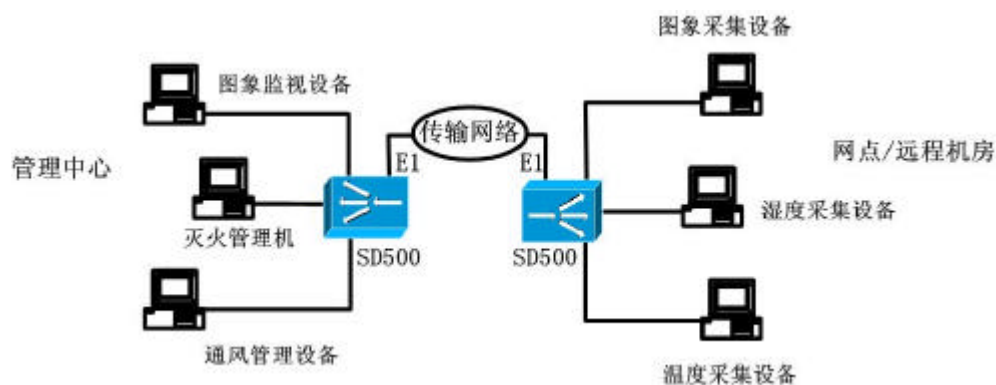 图象采集设备
图象监视设备
传输网络
E1
E1
管理中心
网点/远程机房
湿度采集设备
灭火管理机
SD500
SD500
通风管理设备
温度采集设备